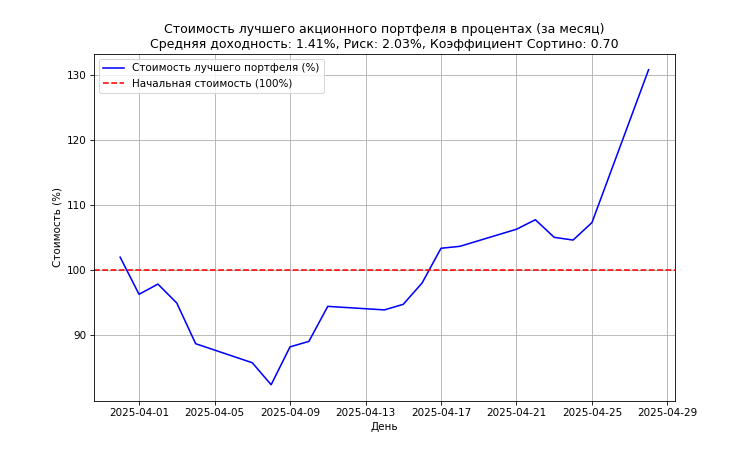 Стоимость лучшего акционного портфеля в процентах (за месяц)
Средняя доходность: 1.41%, Риск: 2.03%, Коэффициент Сортино: 0.70
Стоимость лучшего портфеля (%)
Начальная стоимость (100%)
Стоимость (%)
130
120
110
100
90
2025-04-01
2025-04-05
2025-04-09
2025-04-13
2025-04-17
2025-04-21
2025-04-25
2025-04-29
День